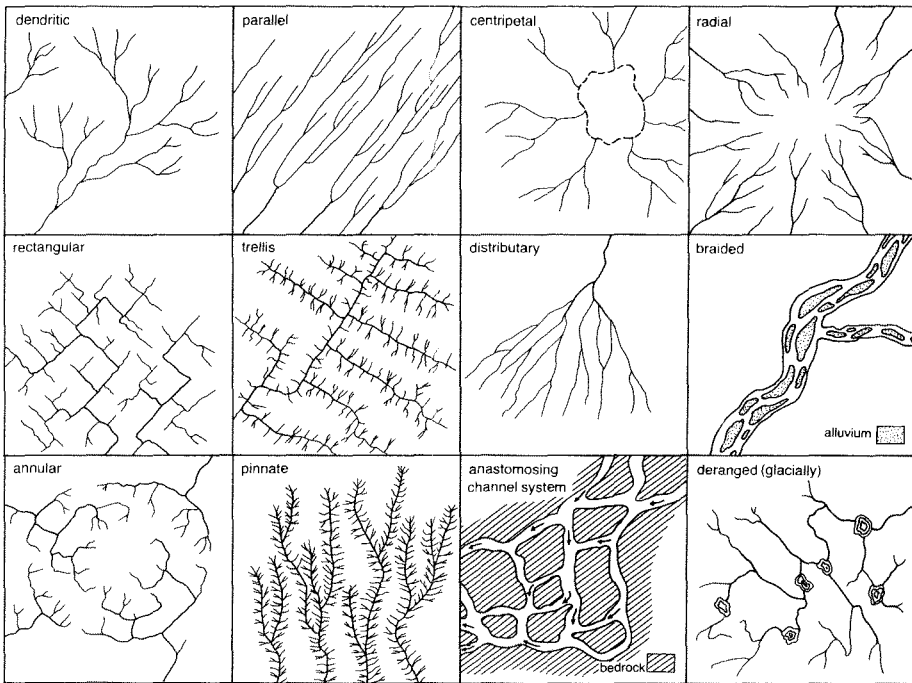 dendritic
parallel
centripetal
radial
rectangular
trellis
distributary
braided
alluvium
annular
pinnate
anastomosing
channel system
bedrock
deranged (glacially)